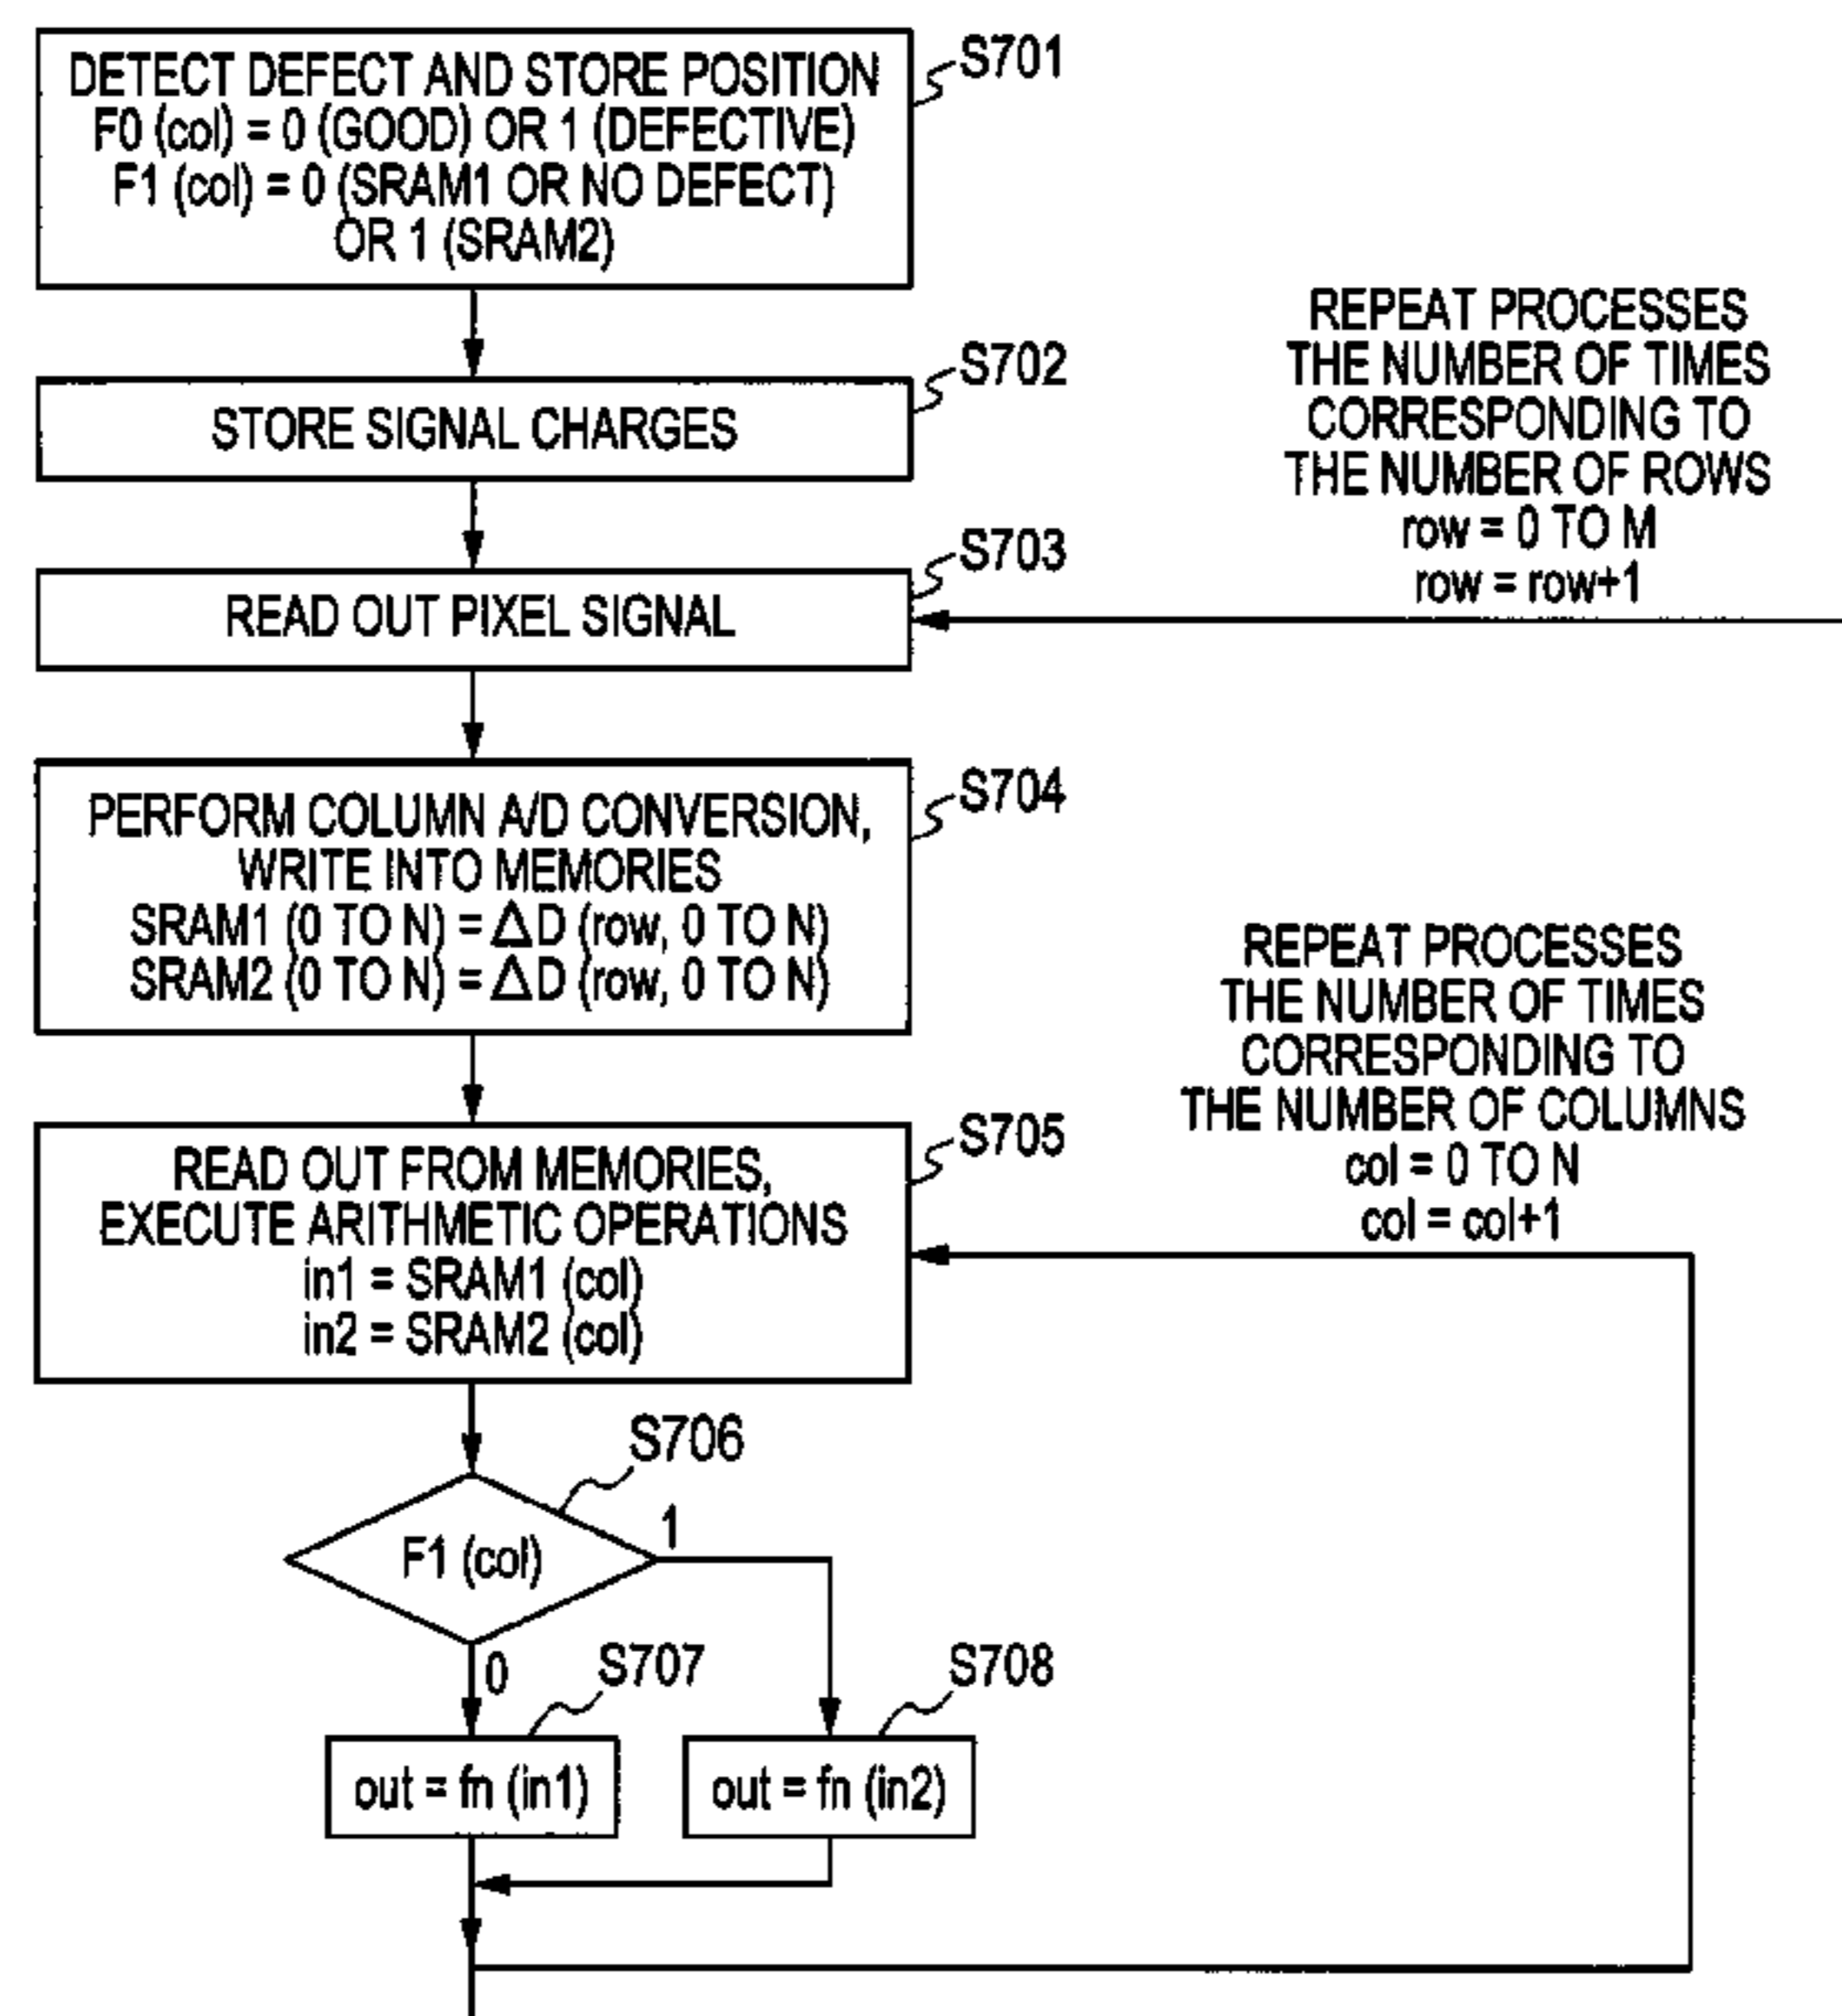 DETECT DEFECT AND STORE POSITION
F0 (col) = 0 (GOOD) OR 1 (DEFECTIVE)
F1 (col) = 0 (SRAM1 OR NO DEFECT)
OR 1 (SRAM2)
S701
STORE SIGNAL CHARGES
S702
READ OUT PIXEL SIGNAL
S703
REPEAT PROCESSES
THE NUMBER OF TIMES
CORRESPONDING TO
THE NUMBER OF ROWS
row = 0 TO M
row = row+1
PERFORM COLUMN A/D CONVERSION,
WRITE INTO MEMORIES
SRAM1 (0 TO N) = ΔD (row, 0 TO N)
SRAM2 (0 TO N) = ΔD (row, 0 TO N)
S704
READ OUT FROM MEMORIES,
EXECUTE ARITHMETIC OPERATIONS
in1 = SRAM1 (col)
in2 = SRAM2 (col)
S705
REPEAT PROCESSES
THE NUMBER OF TIMES
CORRESPONDING TO
THE NUMBER OF COLUMNS
col = 0 TO N
col = col+1
S706
F1 (col)
1
0
S707
S708
out = fn (in1)
out = fn (in2)